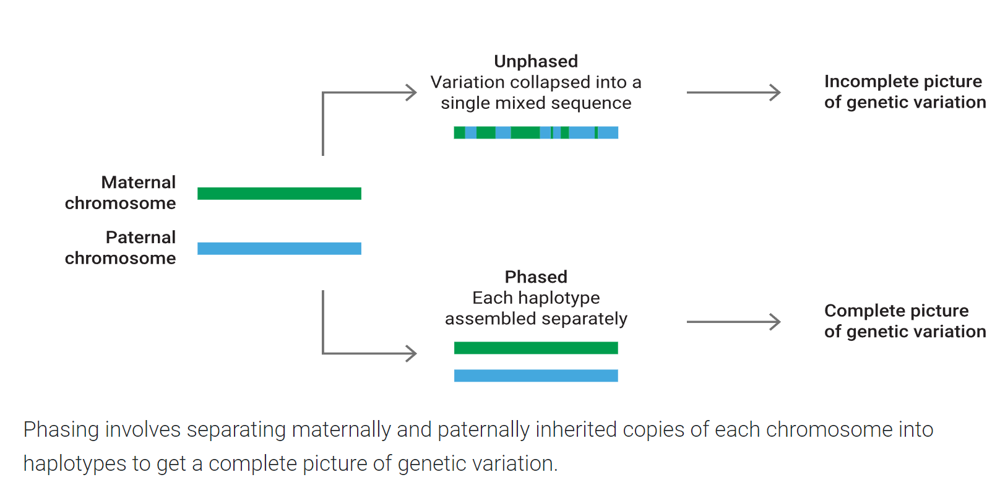 Unphased
Variation collapsed into a
single mixed sequence
Incomplete picture
of genetic variation
Maternal
chromosome
Paternal
chromosome
Phased
Each haplotype
assembled separately
Complete picture
of genetic variation
Phasing involves separating maternally and paternally inherited copies of each chromosome into
haplotypes to get a complete picture of genetic variation.